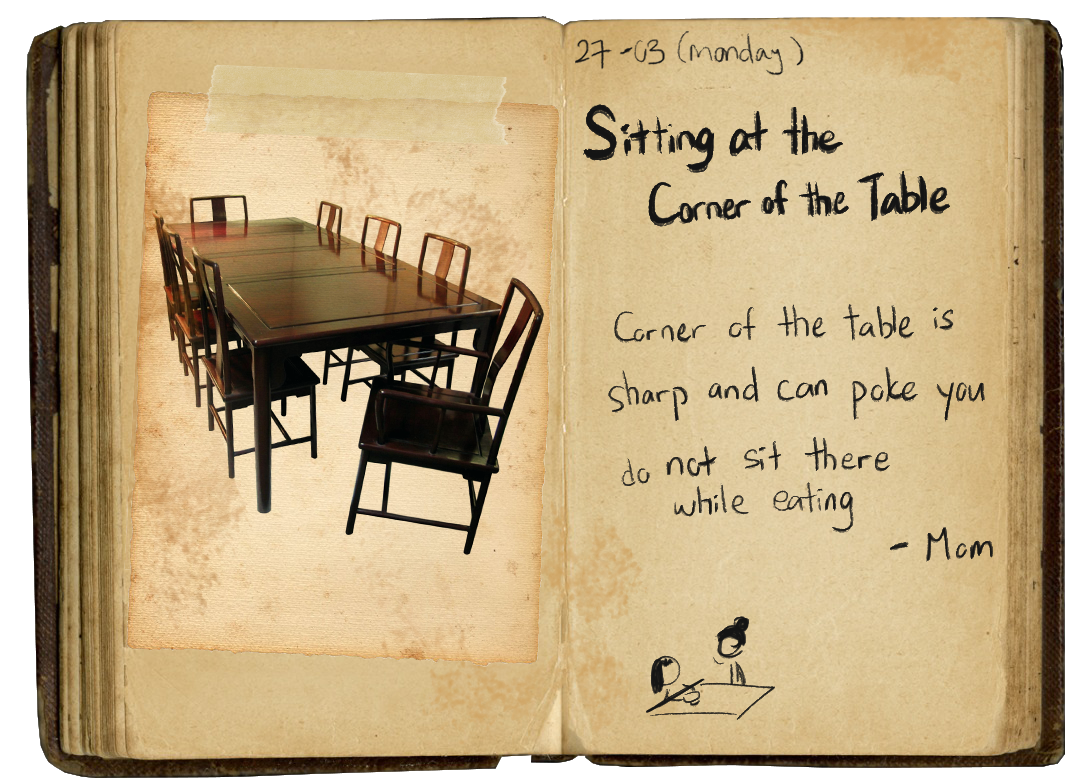 27-03 (monday)
Sitting at the
Corner of the Table
Corner of the table is
sharp and can poke you
do not sit there
while eating
- Mom